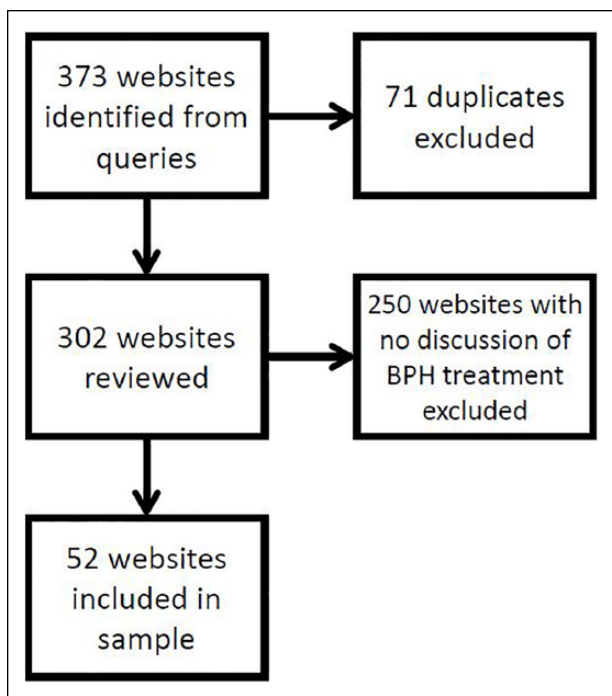 373 websites
identified from
queries
71 duplicates
excluded
302 websites
reviewed
250 websites with
no discussion of
BPH treatment
excluded
52 websites
included in
sample